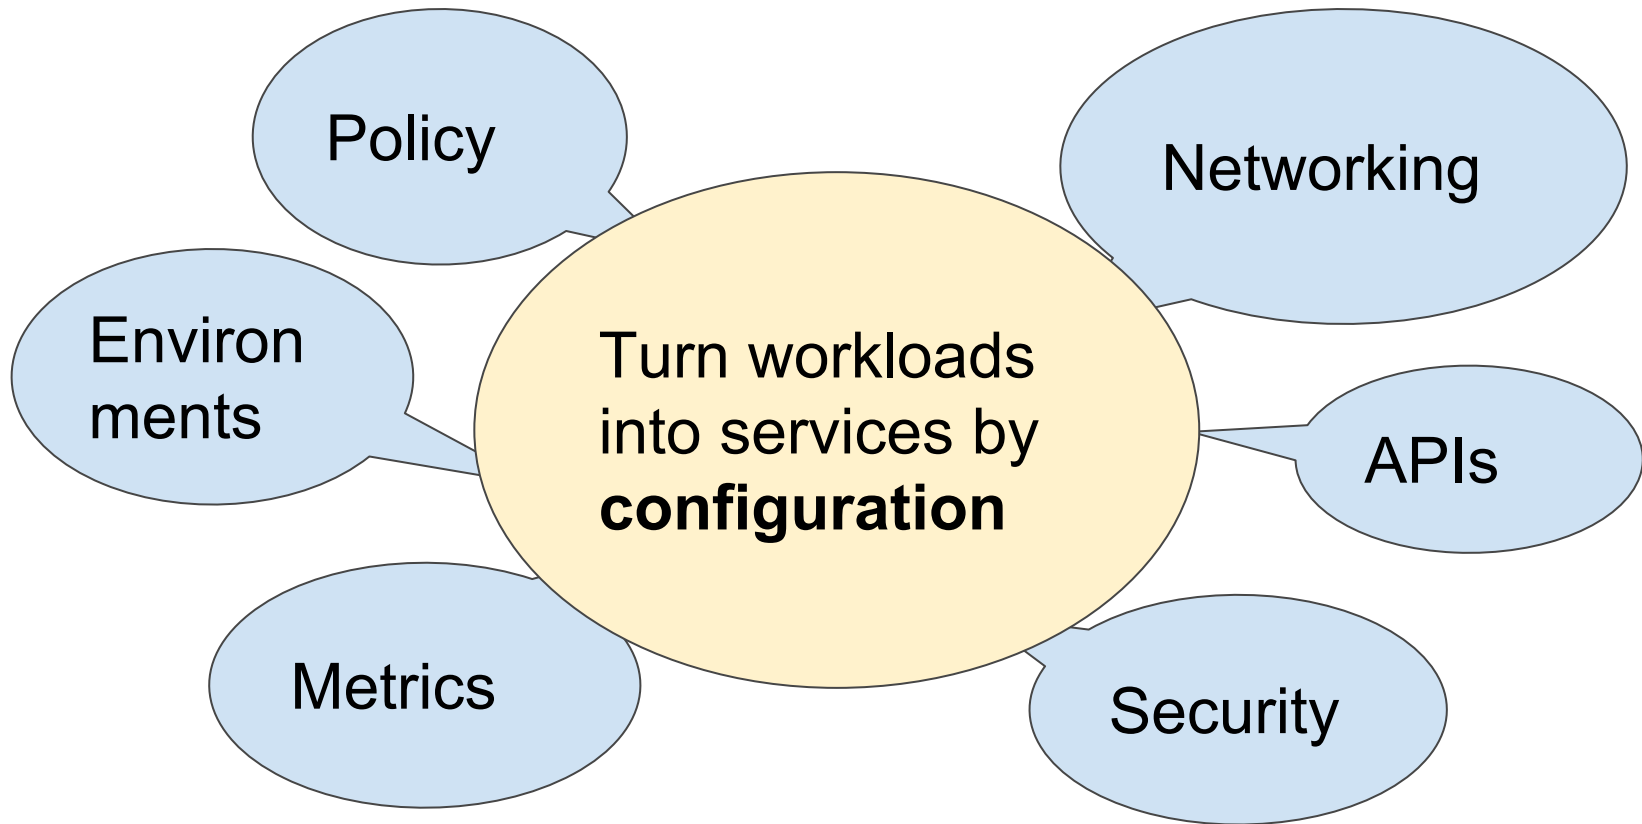 Policy
Networking
Environ
ments
Turn workloads
into services by
configuration
APIs
Metrics
Security